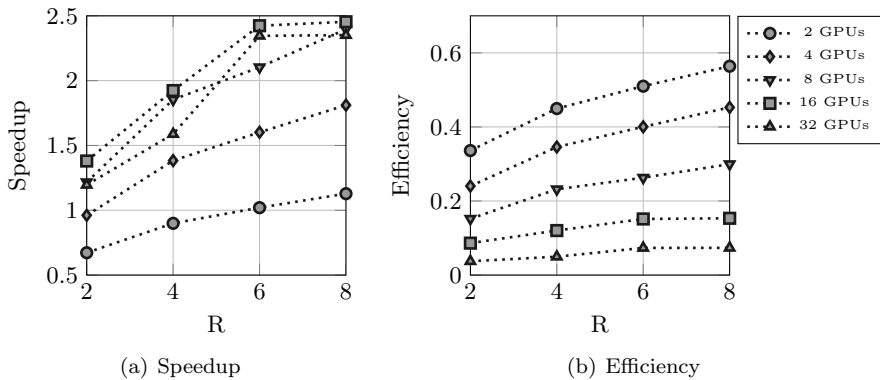 2.5
2
1.5
1
0.5
Speedup
2 4 6 8
R
(a) Speedup
0.6
0.4
0.2
0
Efficiency
2 4 6 8
R
(b) Efficiency
2 GPUs
4 GPUs
8 GPUs
16 GPUs
32 GPUs